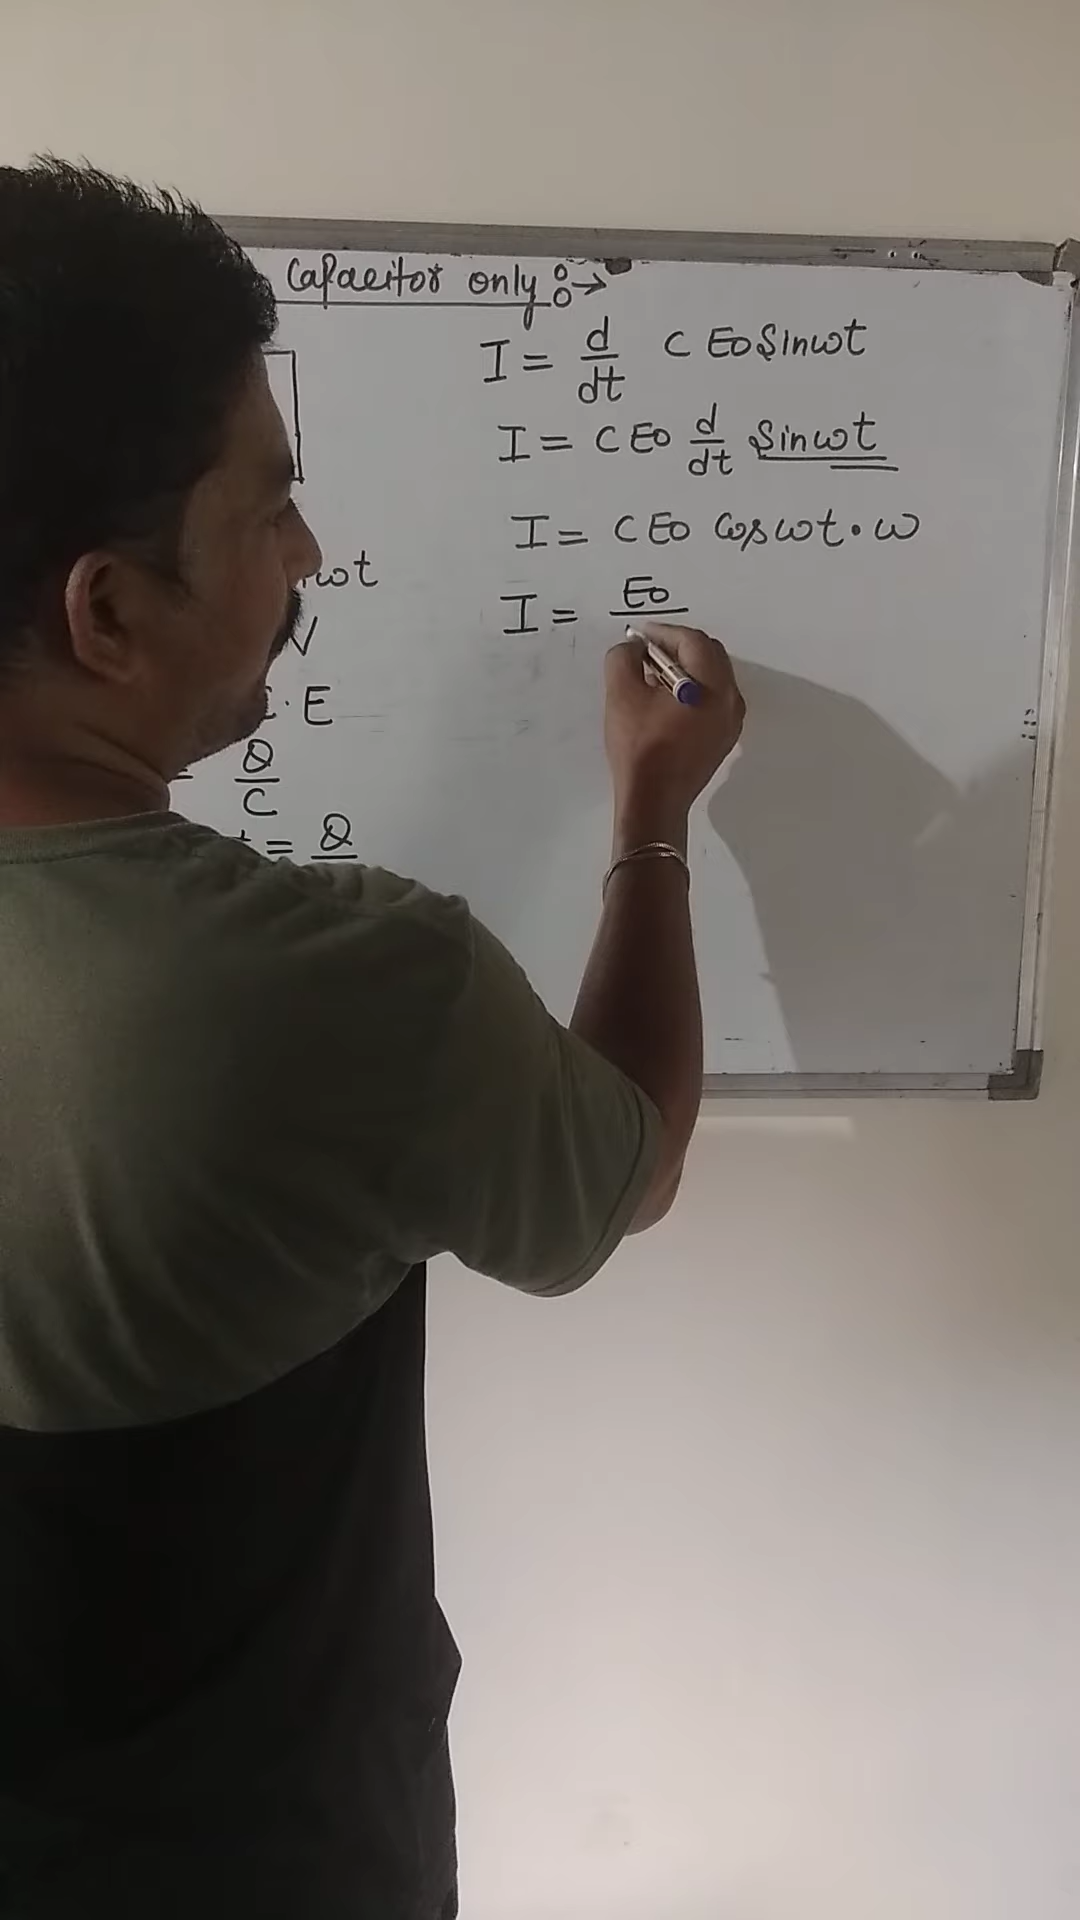 Capacitor only :→
ωt
V
. E
= Q/C
t = Q
I = d/dt C E0 Sinωt
I = C E0 d/dt Sinωt
I = C E0 Cosωt . ω
I = E0